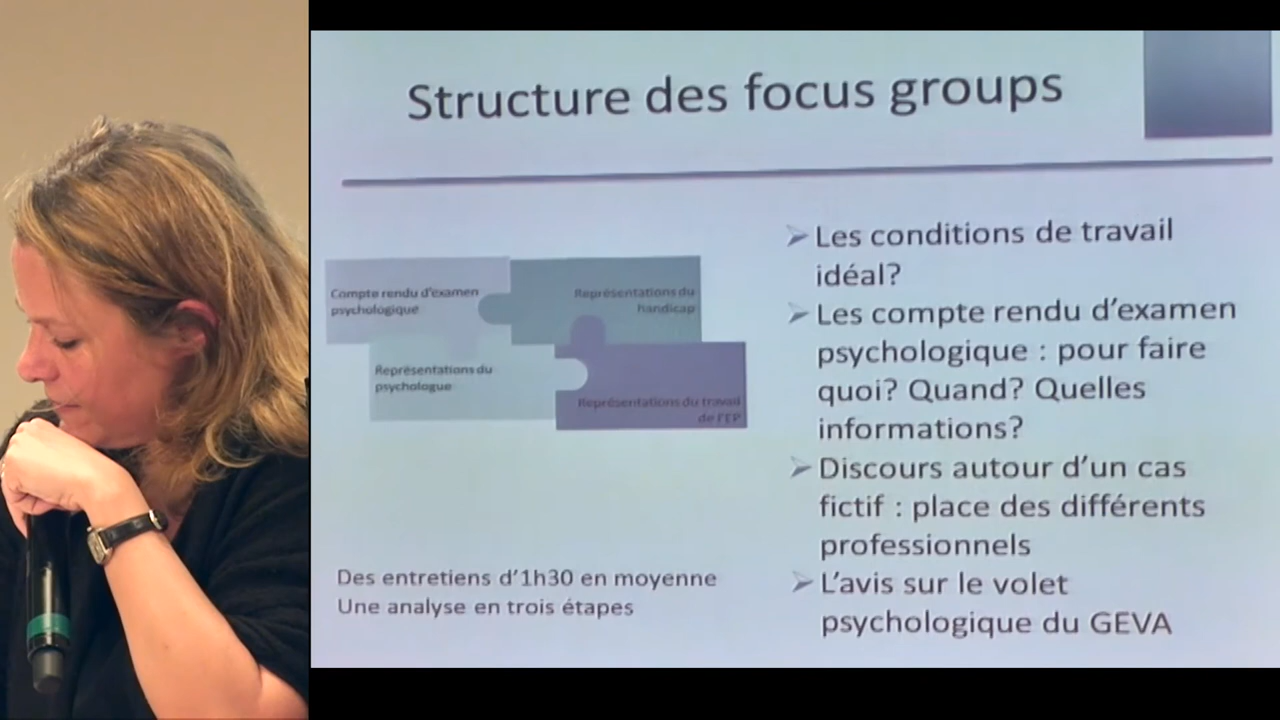 Structure des focus groups
Compte rendu d'examen
psychologique
Représentations du
handicap
Représentations du
psychologue
Représentations du travail
de l'EP
Des entretiens d'1h30 en moyenne
Une analyse en trois étapes
➢ Les conditions de travail
idéal?
➢ Les compte rendu d'examen
psychologique : pour faire
quoi? Quand? Quelles
informations?
➢ Discours autour d'un cas
fictif : place des différents
professionnels
➢ L'avis sur le volet
psychologique du GEVA